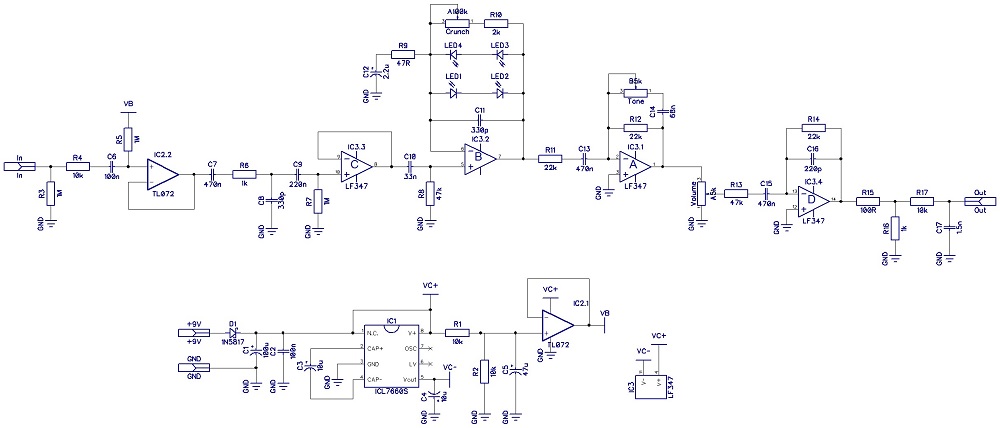 A100k
Crunch
R10
2k
R9
47R
LED4
LED3
LED1
LED2
C12
2.2u
GND
C11
330p
IC3.2
B
B5k
Tone
C14
68n
R12
22k
R14
22k
C16
220p
VB
R5
1M
In
In
R4
10k
C6
100n
IC2.2
TL072
R3
1M
GND
C7
470n
R6
1k
C8
330p
GND
C9
220n
R7
1M
GND
IC3.3
C
LF347
C10
33n
R8
47k
GND
R11
22k
C13
470n
IC3.1
A
LF347
GND
Volume
A5k
GND
R13
47k
C15
470n
IC3.4
D
LF347
GND
R15
100R
R16
1k
GND
R17
10k
C17
1.5n
GND
Out
Out
+9V
+9V
D1
1N5817
GND
GND
C1
100u
GND
C2
100n
GND
C3
10u
IC1
N.C.
CAP+
GND
CAP-
V+
OSC
LV
Vout
ICL7660S
GND
VC+
VC-
C4
10u
GND
R1
10k
R2
10k
GND
C5
47u
GND
VC+
IC2.1
TL072
GND
VB
VC+
VC-
V-
V+
IC3
LF347